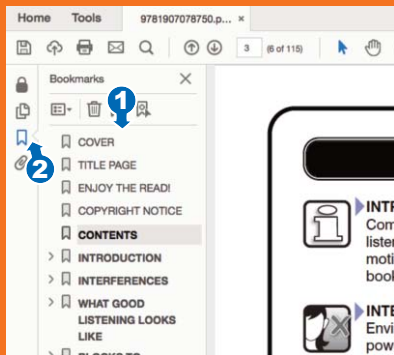 Home Tools 9781907078750.p... ×
3 (6 of 115)
Bookmarks
1
COVER
2
TITLE PAGE
ENJOY THE READ!
COPYRIGHT NOTICE
CONTENTS
INTRODUCTION
INTERFERENCES
WHAT GOOD
LISTENING LOOKS
LIKE
INTR
Com
listen
moti
book
INTE
Envi
pow